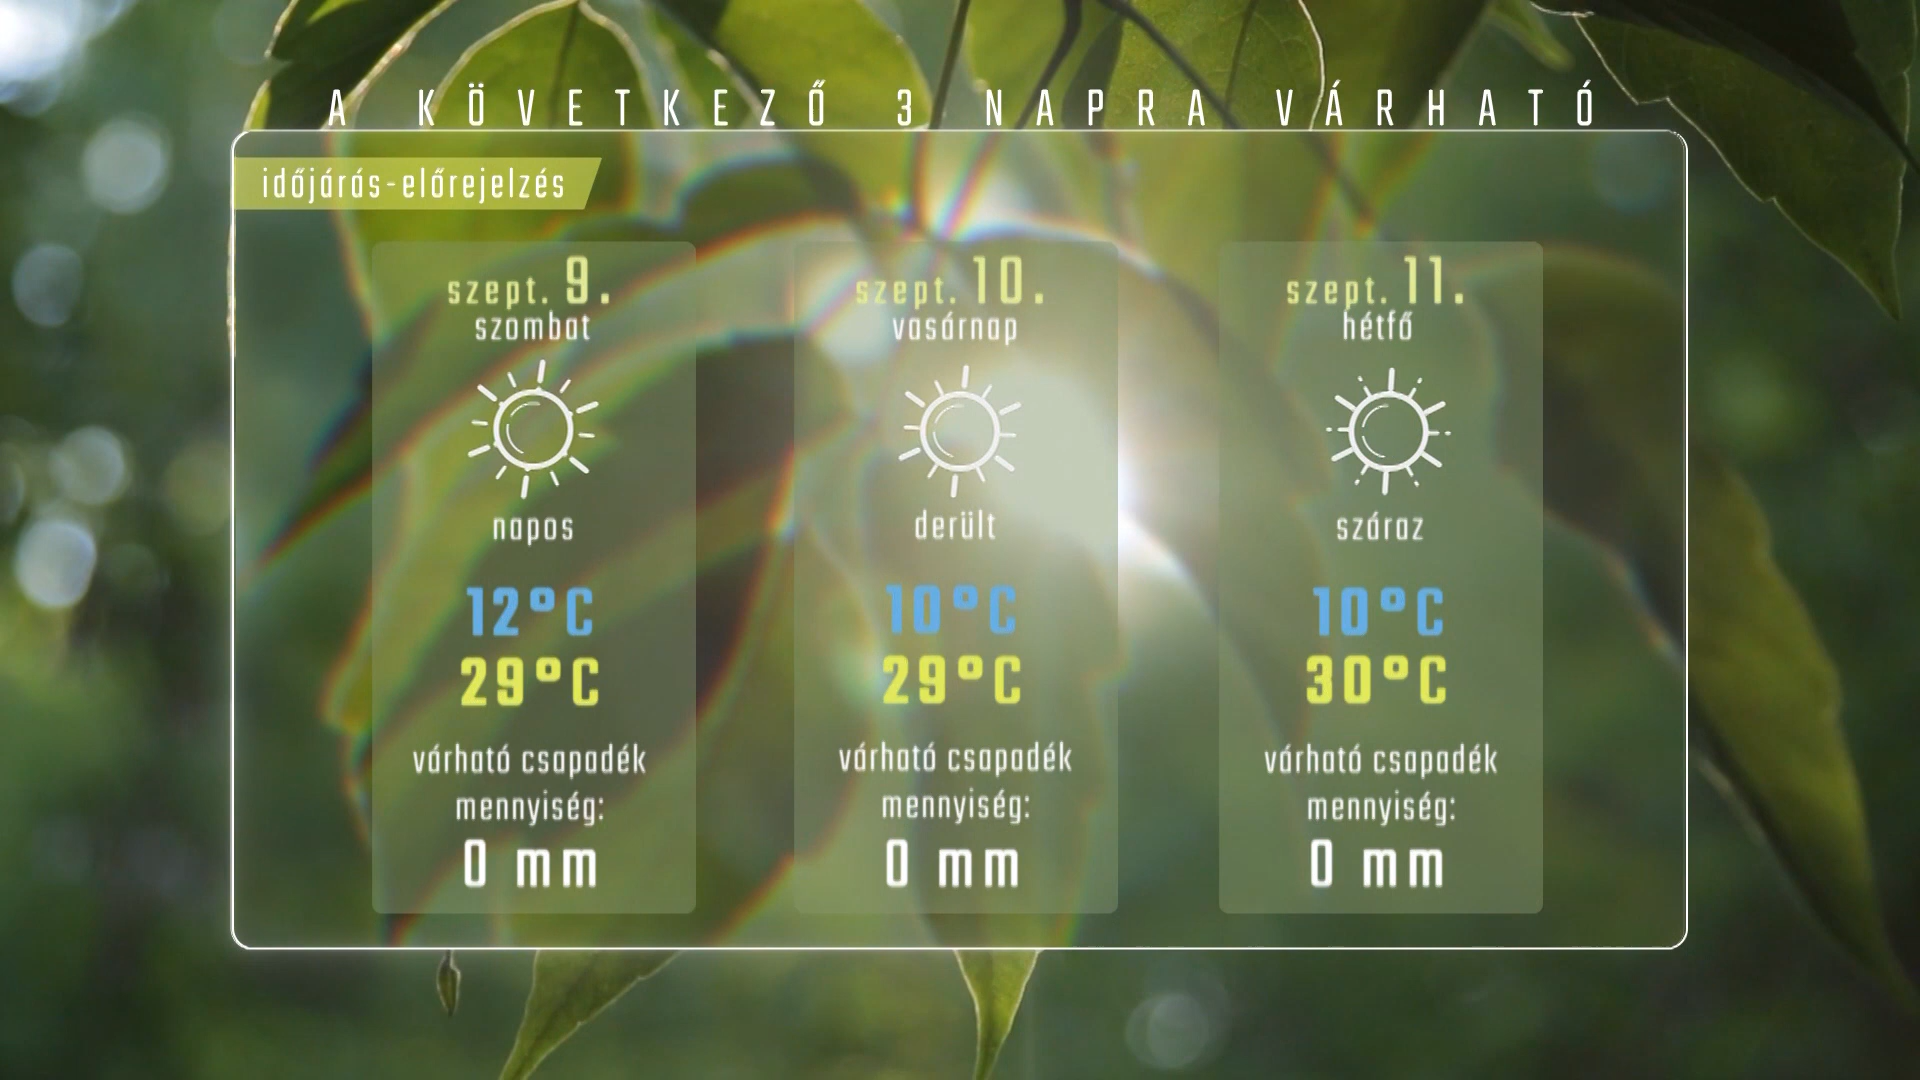 A KÖVETKEZŐ 3 NAPRA VÁRHATÓ
időjárás-előrejelzés
szept. 9.
szombat
napos
12°C
29°C
várható csapadék
mennyiség:
0 mm
szept. 10.
vasárnap
derült
10°C
29°C
várható csapadék
mennyiség:
0 mm
szept. 11.
hétfő
száraz
10°C
30°C
várható csapadék
mennyiség:
0 mm